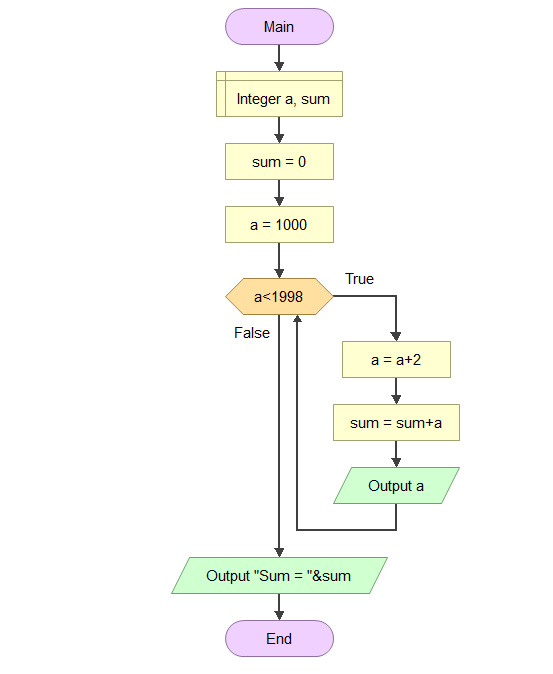 Main
Integer a, sum
sum = 0
a = 1000
a<1998
True
False
a = a+2
sum = sum+a
Output a
Output "Sum = "&sum
End